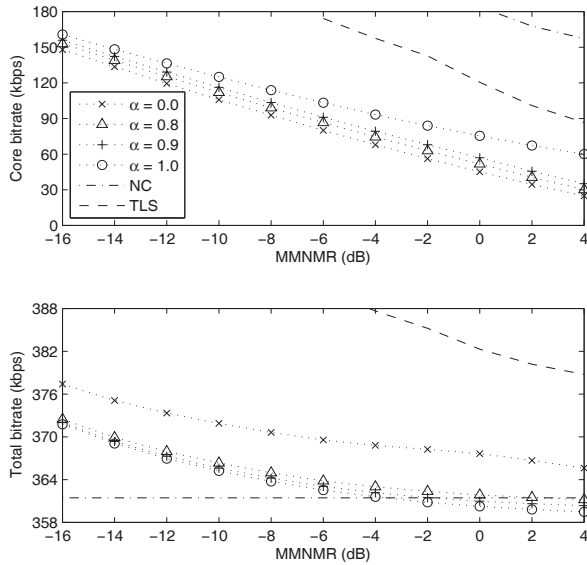 180
150
120
90
60
30
0
Core bitrate (kbps)
α = 0.0
α = 0.8
α = 0.9
α = 1.0
NC
TLS
−16 −14 −12 −10 −8 −6 −4 −2 0 2 4
MMNMR (dB)
388
382
376
370
364
358
Total bitrate (kbps)
−16 −14 −12 −10 −8 −6 −4 −2 0 2 4
MMNMR (dB)